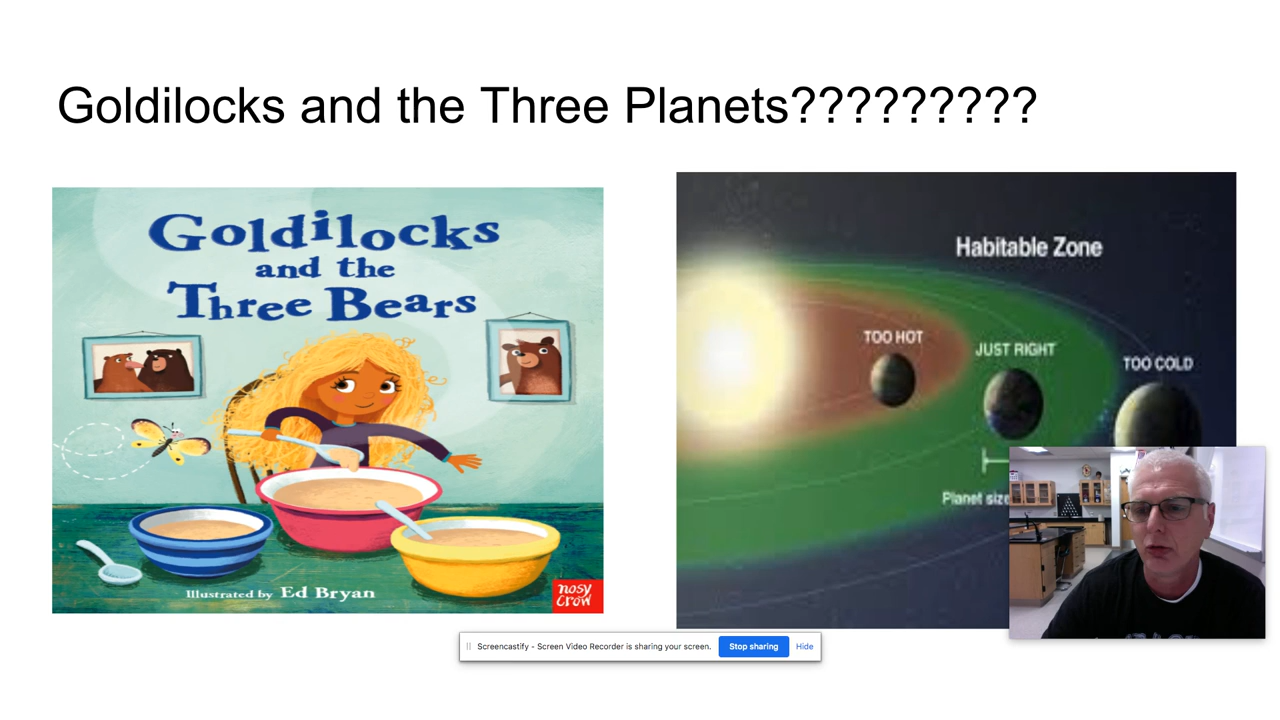 Goldilocks and the Three Planets?????????
Goldilocks
and the
Three Bears
Illustrated by Ed Bryan
nosy
crow
Habitable Zone
TOO HOT
JUST RIGHT
TOO COLD
Planet size
Screencastify - Screen Video Recorder is sharing your screen.
Stop sharing
Hide